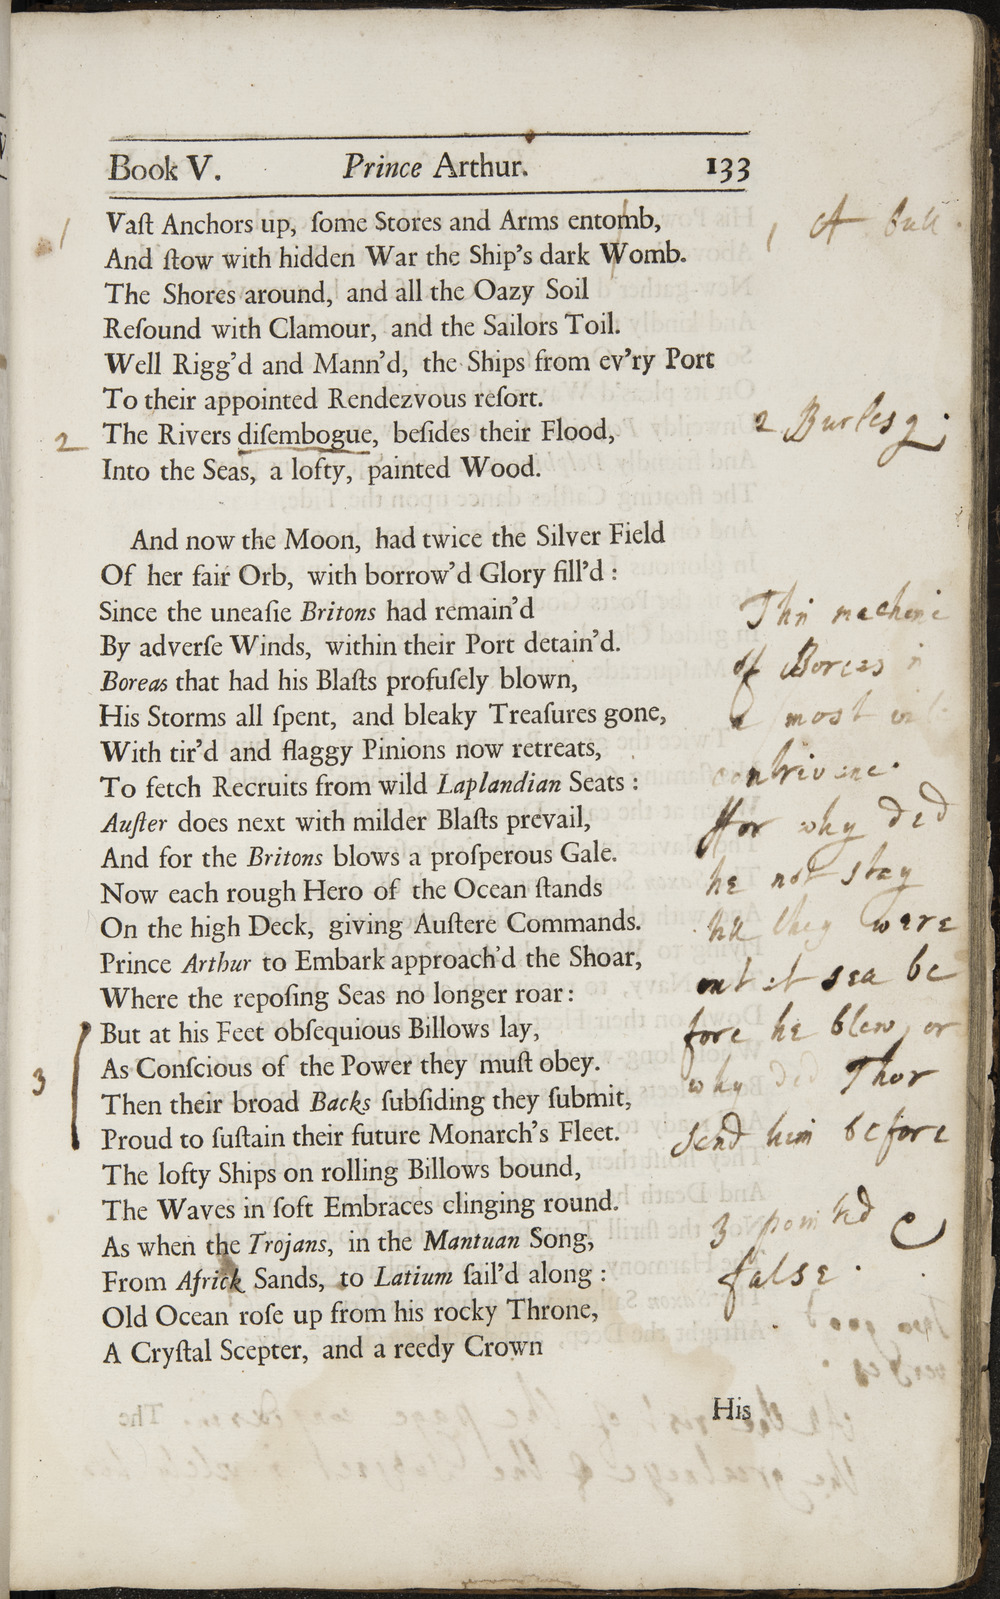 Book V. Prince Arthur. 133
1 Vaſt Anchors up, ſome Stores and Arms entomb,
1 A bull.
And ſtow with hidden War the Ship's dark Womb.
The Shores around, and all the Oazy Soil
Reſound with Clamour, and the Sailors Toil.
Well Rigg'd and Mann'd, the Ships from ev'ry Port
To their appointed Rendezvous reſort.
2 The Rivers diſembogue, beſides their Flood,
2 Burlesq.
Into the Seas, a lofty, painted Wood.
And now the Moon, had twice the Silver Field
Of her fair Orb, with borrow'd Glory fill'd :
Since the uneaſie Britons had remain'd
By adverſe Winds, within their Port detain'd.
Boreas that had his Blaſts profuſely blown,
His Storms all ſpent, and bleaky Treaſures gone,
With tir'd and flaggy Pinions now retreats,
To fetch Recruits from wild Laplandian Seats :
Auſter does next with milder Blaſts prevail,
And for the Britons blows a proſperous Gale.
Now each rough Hero of the Ocean ſtands
On the high Deck, giving Auſtere Commands.
Prince Arthur to Embark approach'd the Shoar,
Where the repoſing Seas no longer roar:
3 But at his Feet obſequious Billows lay,
As Conſcious of the Power they muſt obey.
Then their broad Backs ſubſiding they ſubmit,
Proud to ſuſtain their future Monarch's Fleet.
The lofty Ships on rolling Billows bound,
The Waves in ſoft Embraces clinging round.
As when the Trojans, in the Mantuan Song,
From Africk Sands, to Latium ſail'd along :
Old Ocean roſe up from his rocky Throne,
A Cryſtal Scepter, and a reedy Crown
His
machine
of Boreas
a most
ffor why did
he not stay
they were
out at sea be
fore he blew, or
why did Thor
send him before
3
false.